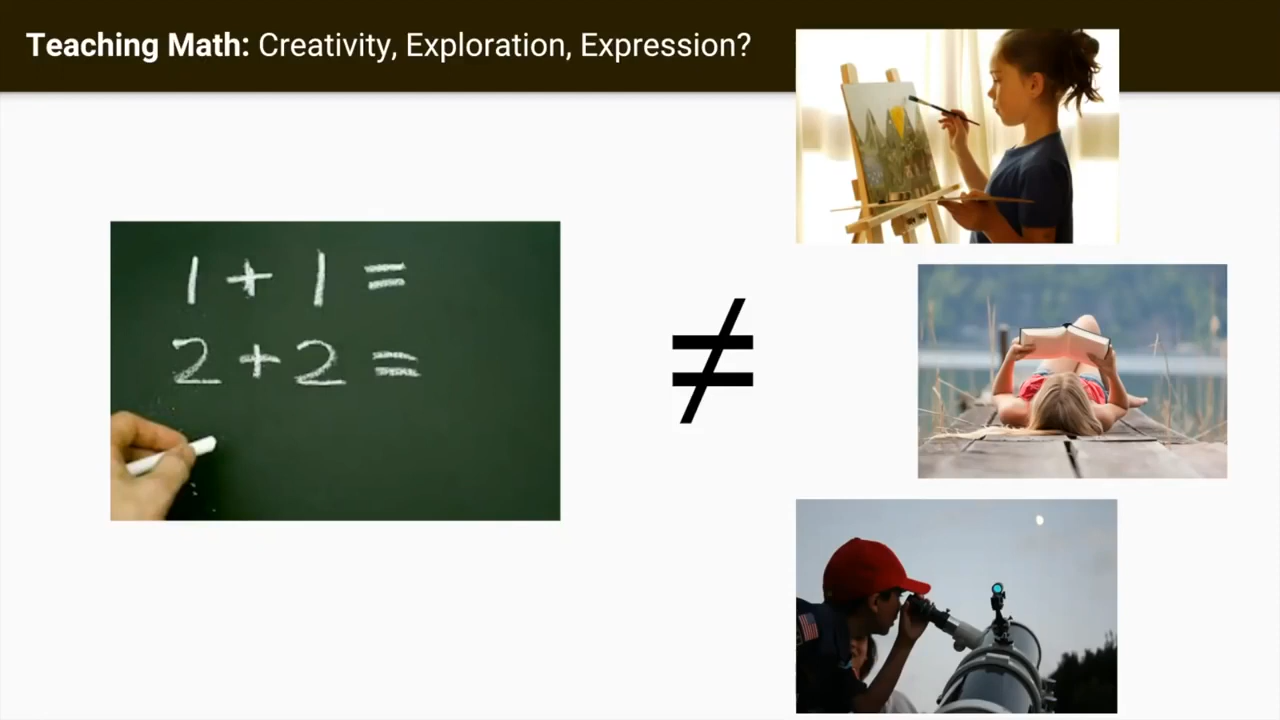 Teaching Math: Creativity, Exploration, Expression?
1 + 1 =
2 + 2 =
≠